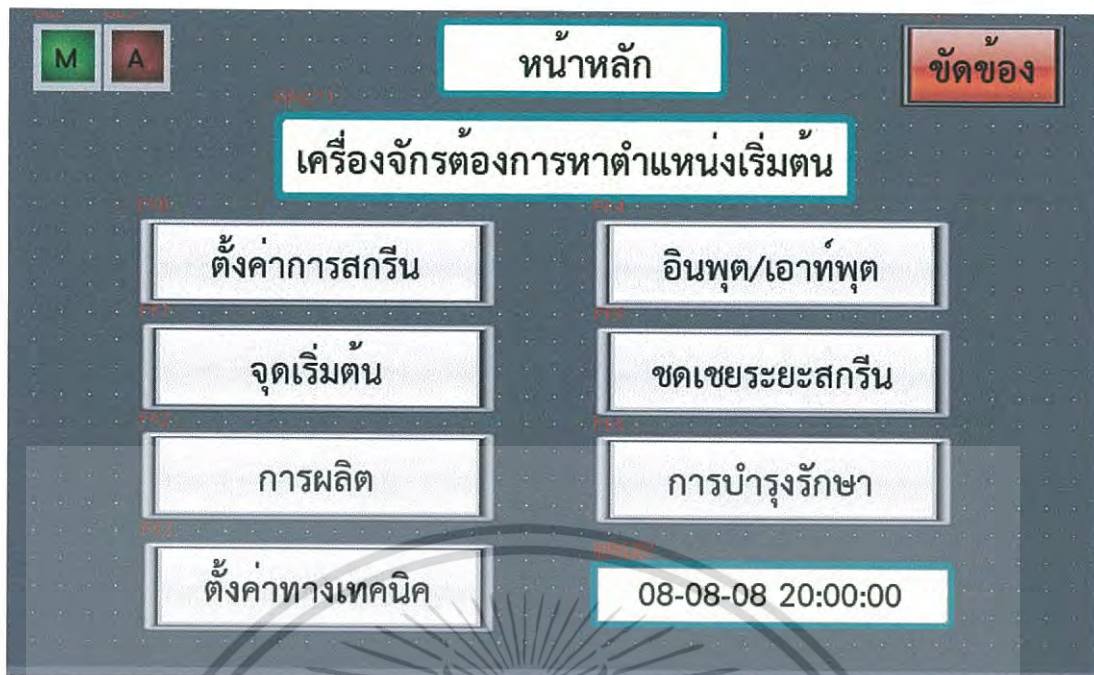 M A หน้าหลัก ขัดข้อง
เครื่องจักรต้องการหาตำแหน่งเริ่มต้น
ตั้งค่าการสกรีน
อินพุต/เอาท์พุต
จุดเริ่มต้น
ชดเชยระยะสกรีน
การผลิต
การบำรุงรักษา
ตั้งค่าทางเทคนิค
08-08-08 20:00:00